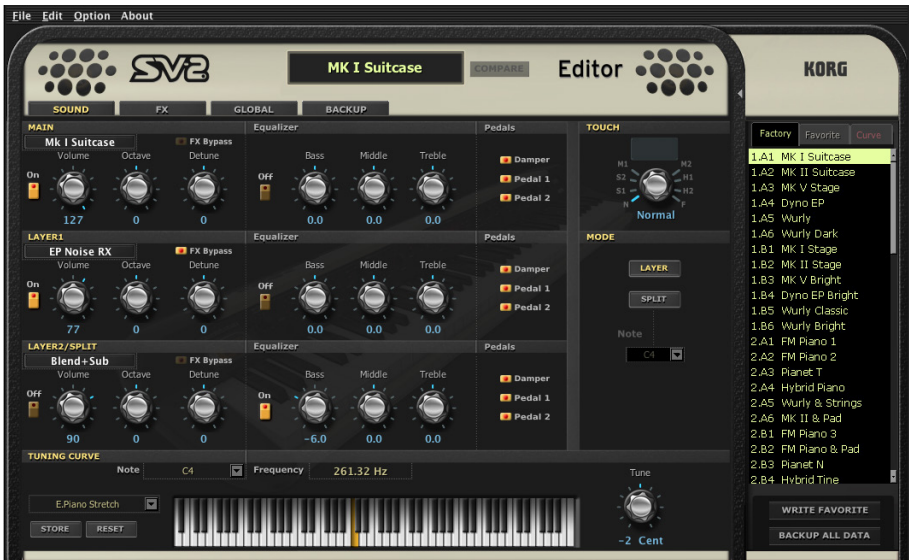 File Edit Option About
SV2
MK I Suitcase
COMPARE
Editor
KORG
SOUND FX GLOBAL BACKUP
MAIN Equalizer Pedals TOUCH
Mk I Suitcase FX Bypass
Volume Octave Detune Bass Middle Treble
On Off
127 0 0 0.0 0.0 0.0
Damper
Pedal 1
Pedal 2
M1 M2
S2 H1
S1 H2
N F
Normal
LAYER1 Equalizer Pedals MODE
EP Noise RX FX Bypass
Volume Octave Detune Bass Middle Treble
On Off
77 0 0 0.0 0.0 0.0
Damper
Pedal 1
Pedal 2
LAYER
SPLIT
Note
C4
LAYER2/SPLIT Equalizer Pedals
Blend+Sub FX Bypass
Volume Octave Detune Bass Middle Treble
Off On
90 0 0 -6.0 0.0 0.0
Damper
Pedal 1
Pedal 2
TUNING CURVE
Note C4 Frequency 261.32 Hz
E.Piano Stretch
STORE RESET
Tune
-2 Cent
Factory Favorite Curve
1.A1 MK I Suitcase
1.A2 MK II Suitcase
1.A3 MK V Stage
1.A4 Dyno EP
1.A5 Wurly
1.A6 Wurly Dark
1.B1 MK I Stage
1.B2 MK II Stage
1.B3 MK V Bright
1.B4 Dyno EP Bright
1.B5 Wurly Classic
1.B6 Wurly Bright
2.A1 FM Piano 1
2.A2 FM Piano 2
2.A3 Pianet T
2.A4 Hybrid Piano
2.A5 Wurly & Strings
2.A6 MK II & Pad
2.B1 FM Piano 3
2.B2 FM Piano & Pad
2.B3 Pianet N
2.B4 Hybrid Tine
WRITE FAVORITE
BACKUP ALL DATA